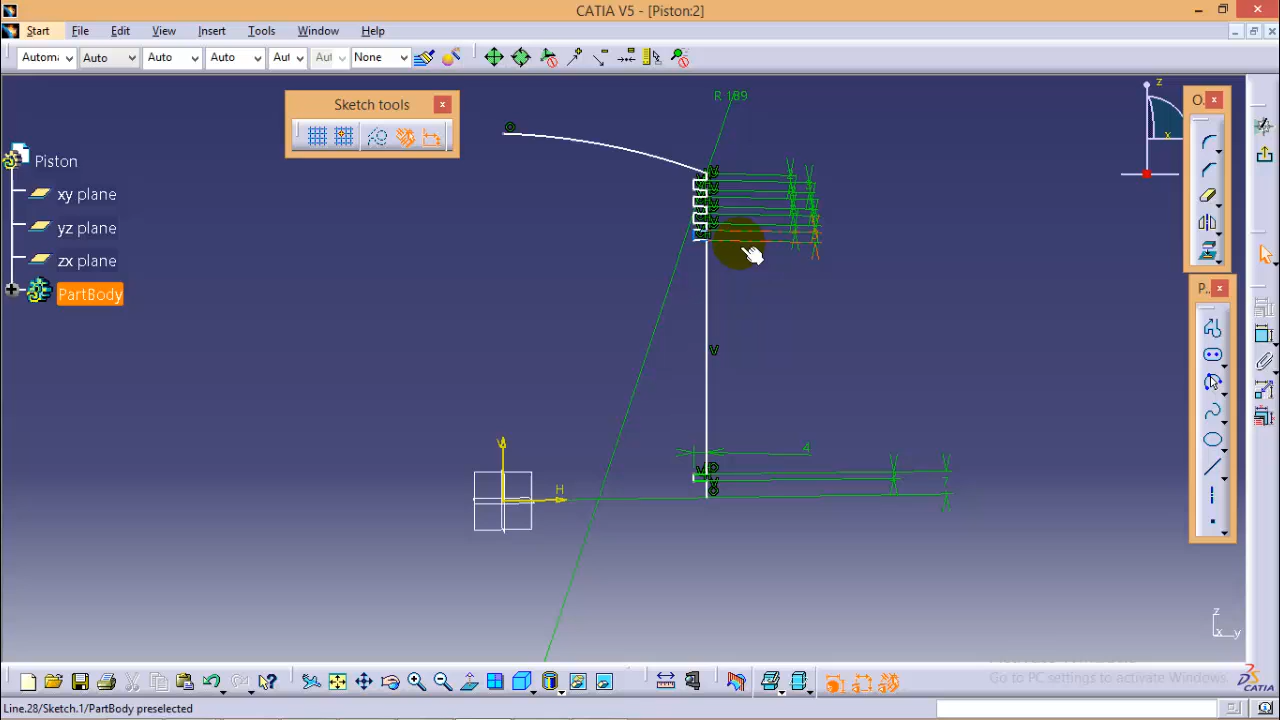 CATIA V5 - [Piston:2]
Start File Edit View Insert Tools Window Help
Automa Auto Auto Auto Aut Aut None
Sketch tools
O.
P..
Piston
xy plane
yz plane
zx plane
PartBody
R 189
z
x
V
4
V
H
z
x y
Go to PC settings to activate Windows.
CATIA
Line.28/Sketch.1/PartBody preselected